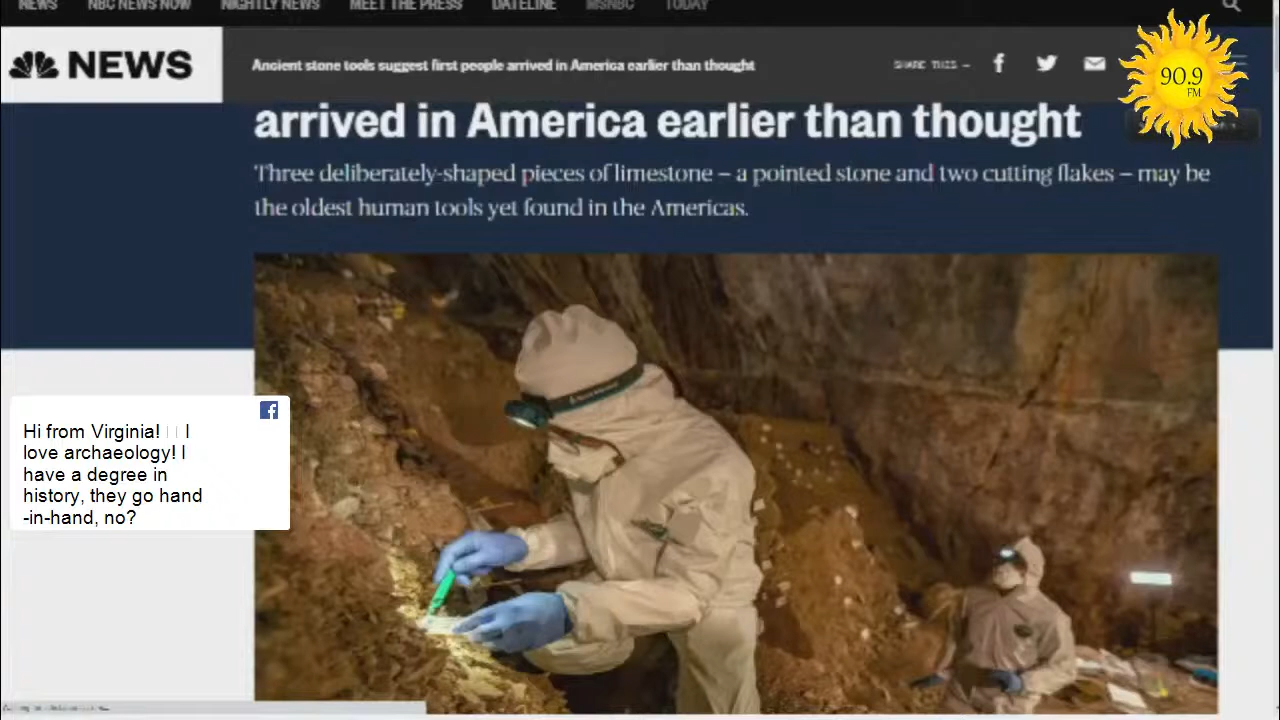 NEWS NBC NEWS NOW NIGHTLY NEWS MEET THE PRESS DATELINE MSNBC TODAY
NEWS
Ancient stone tools suggest first people arrived in America earlier than thought
SHARE THIS –
90.9
FM
arrived in America earlier than thought
Three deliberately-shaped pieces of limestone – a pointed stone and two cutting flakes – may be
the oldest human tools yet found in the Americas.
Hi from Virginia! I
love archaeology! I
have a degree in
history, they go hand
-in-hand, no?